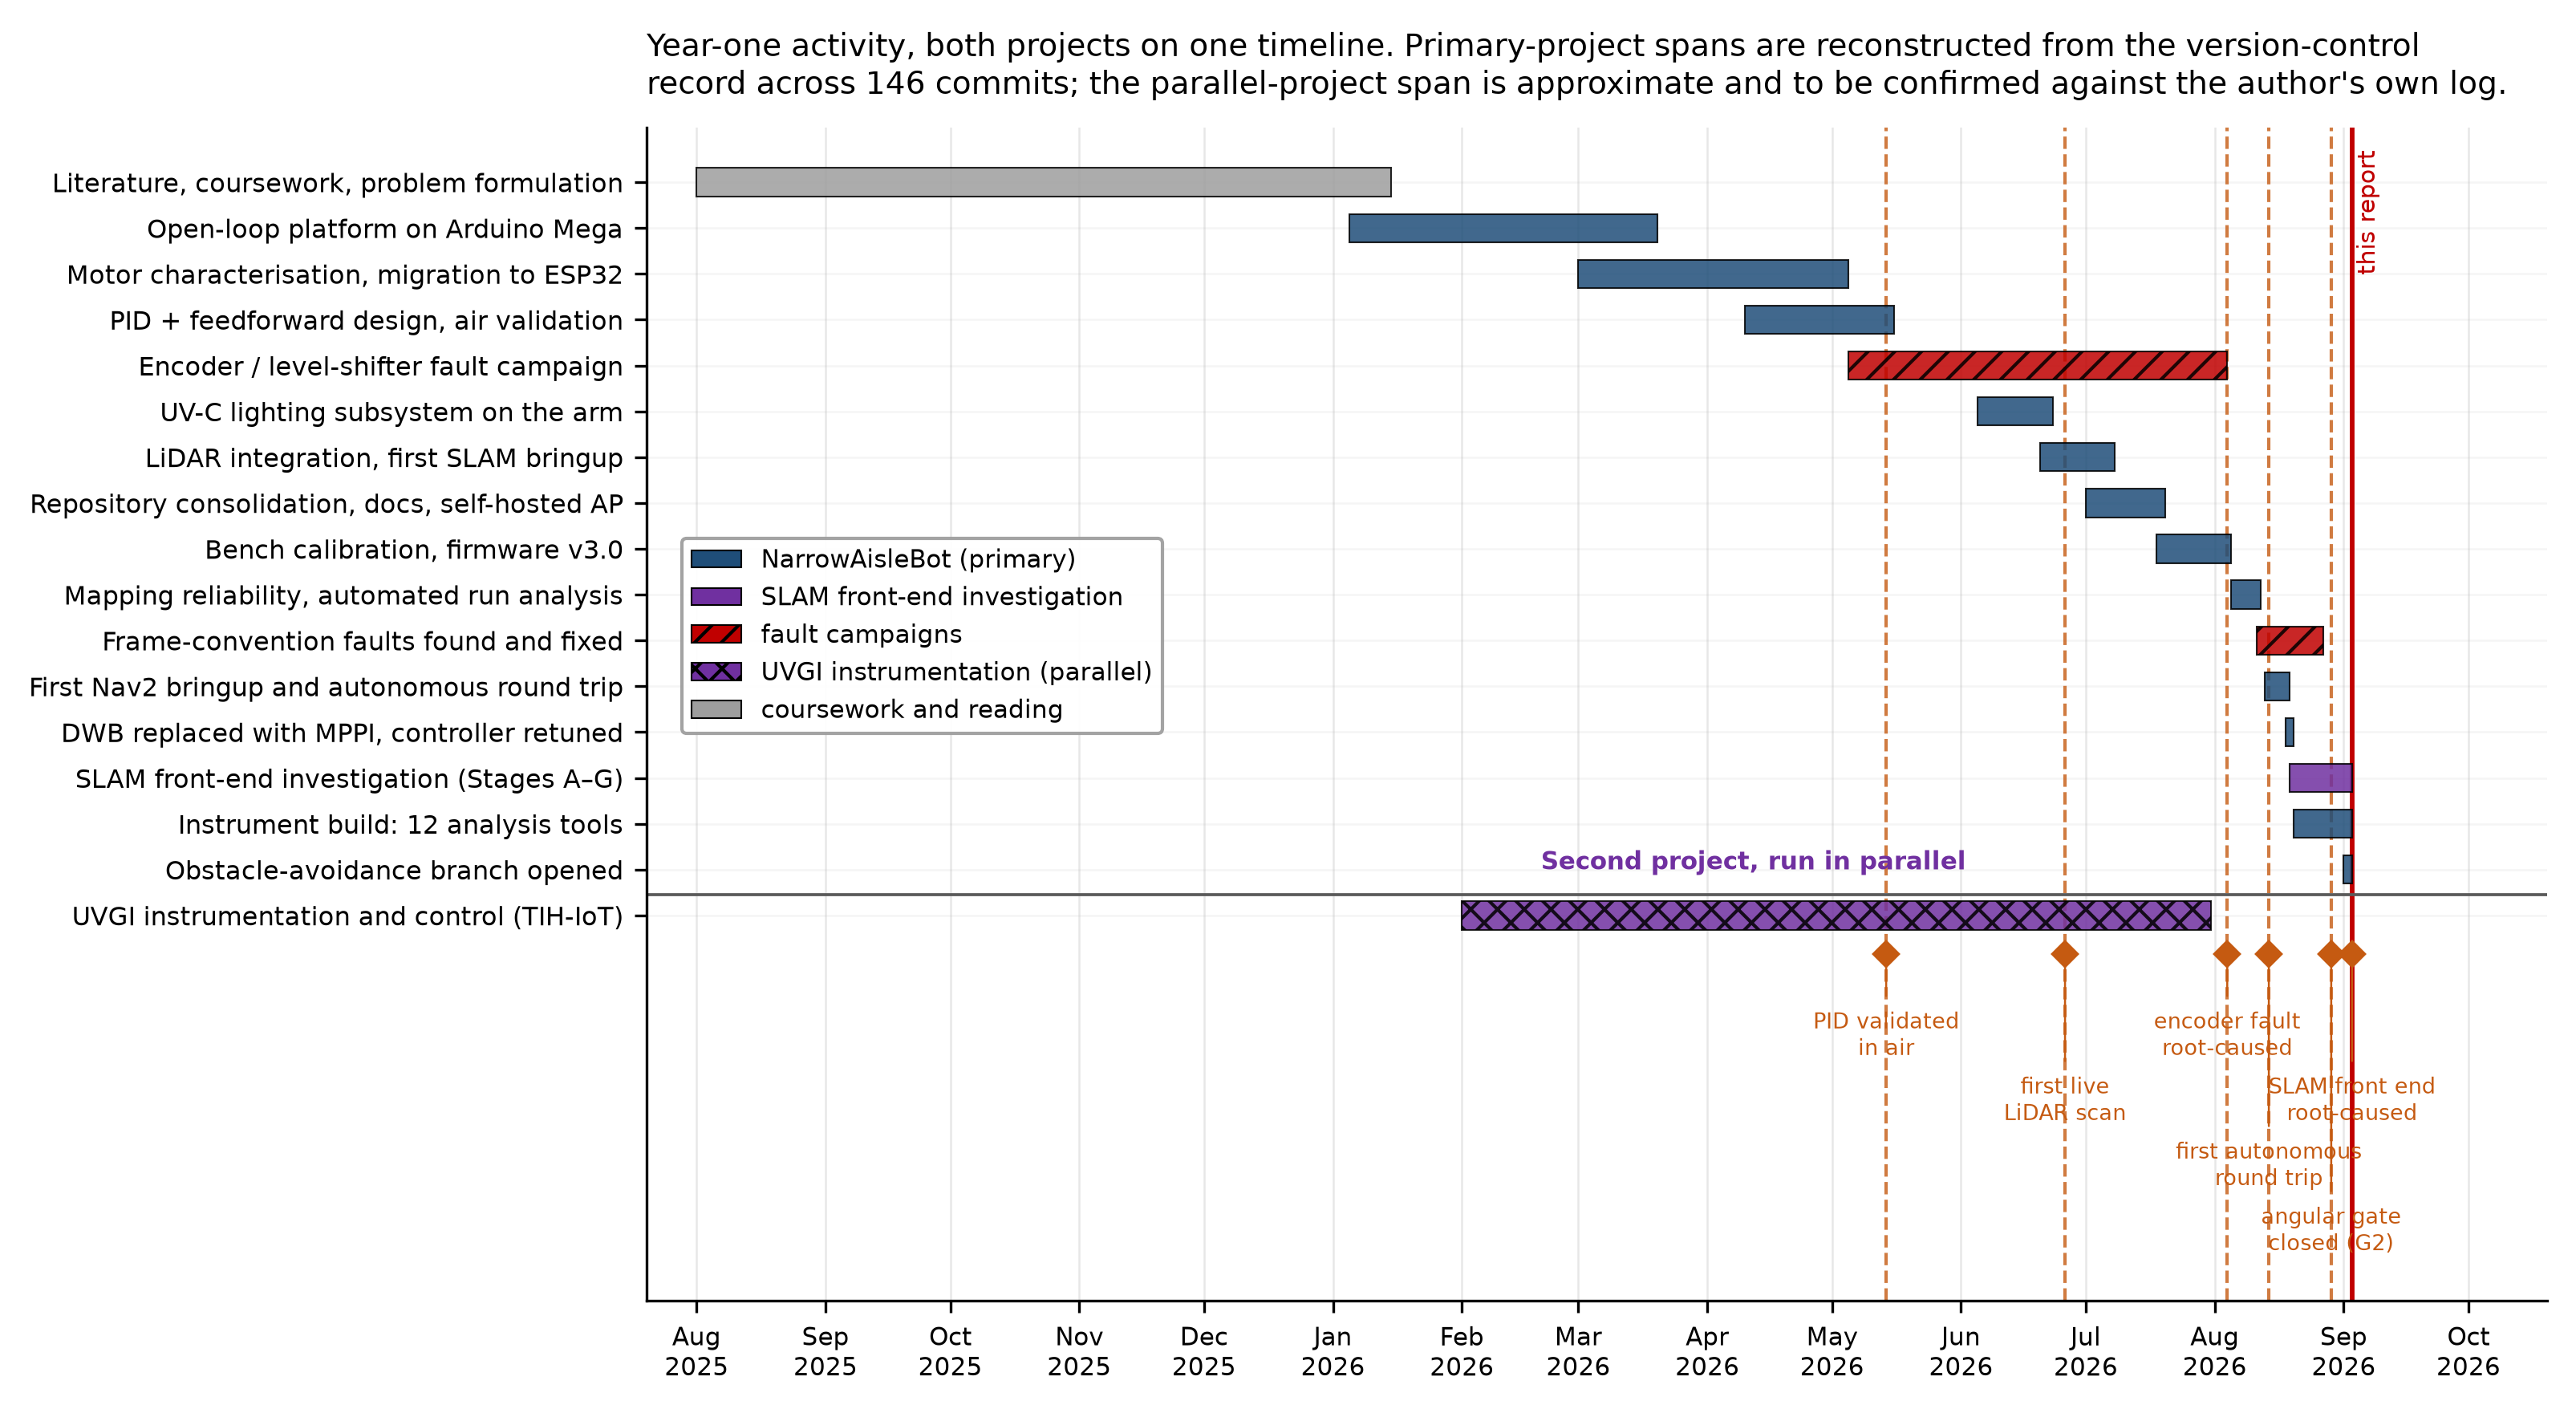 Year-one activity, both projects on one timeline. Primary-project spans are reconstructed from the version-control
record across 146 commits; the parallel-project span is approximate and to be confirmed against the author's own log.
this report
Literature, coursework, problem formulation
Open-loop platform on Arduino Mega
Motor characterisation, migration to ESP32
PID + feedforward design, air validation
Encoder / level-shifter fault campaign
UV-C lighting subsystem on the arm
LiDAR integration, first SLAM bringup
Repository consolidation, docs, self-hosted AP
Bench calibration, firmware v3.0
Mapping reliability, automated run analysis
Frame-convention faults found and fixed
First Nav2 bringup and autonomous round trip
DWB replaced with MPPI, controller retuned
SLAM front-end investigation (Stages A–G)
Instrument build: 12 analysis tools
Obstacle-avoidance branch opened
UVGI instrumentation and control (TIH-IoT)
NarrowAisleBot (primary)
SLAM front-end investigation
fault campaigns
UVGI instrumentation (parallel)
coursework and reading
Second project, run in parallel
PID validated
in air
encoder fault
root-caused
first live
LiDAR scan
SLAM front end
root-caused
first autonomous
round trip
angular gate
closed (G2)
Aug
2025
Sep
2025
Oct
2025
Nov
2025
Dec
2025
Jan
2026
Feb
2026
Mar
2026
Apr
2026
May
2026
Jun
2026
Jul
2026
Aug
2026
Sep
2026
Oct
2026